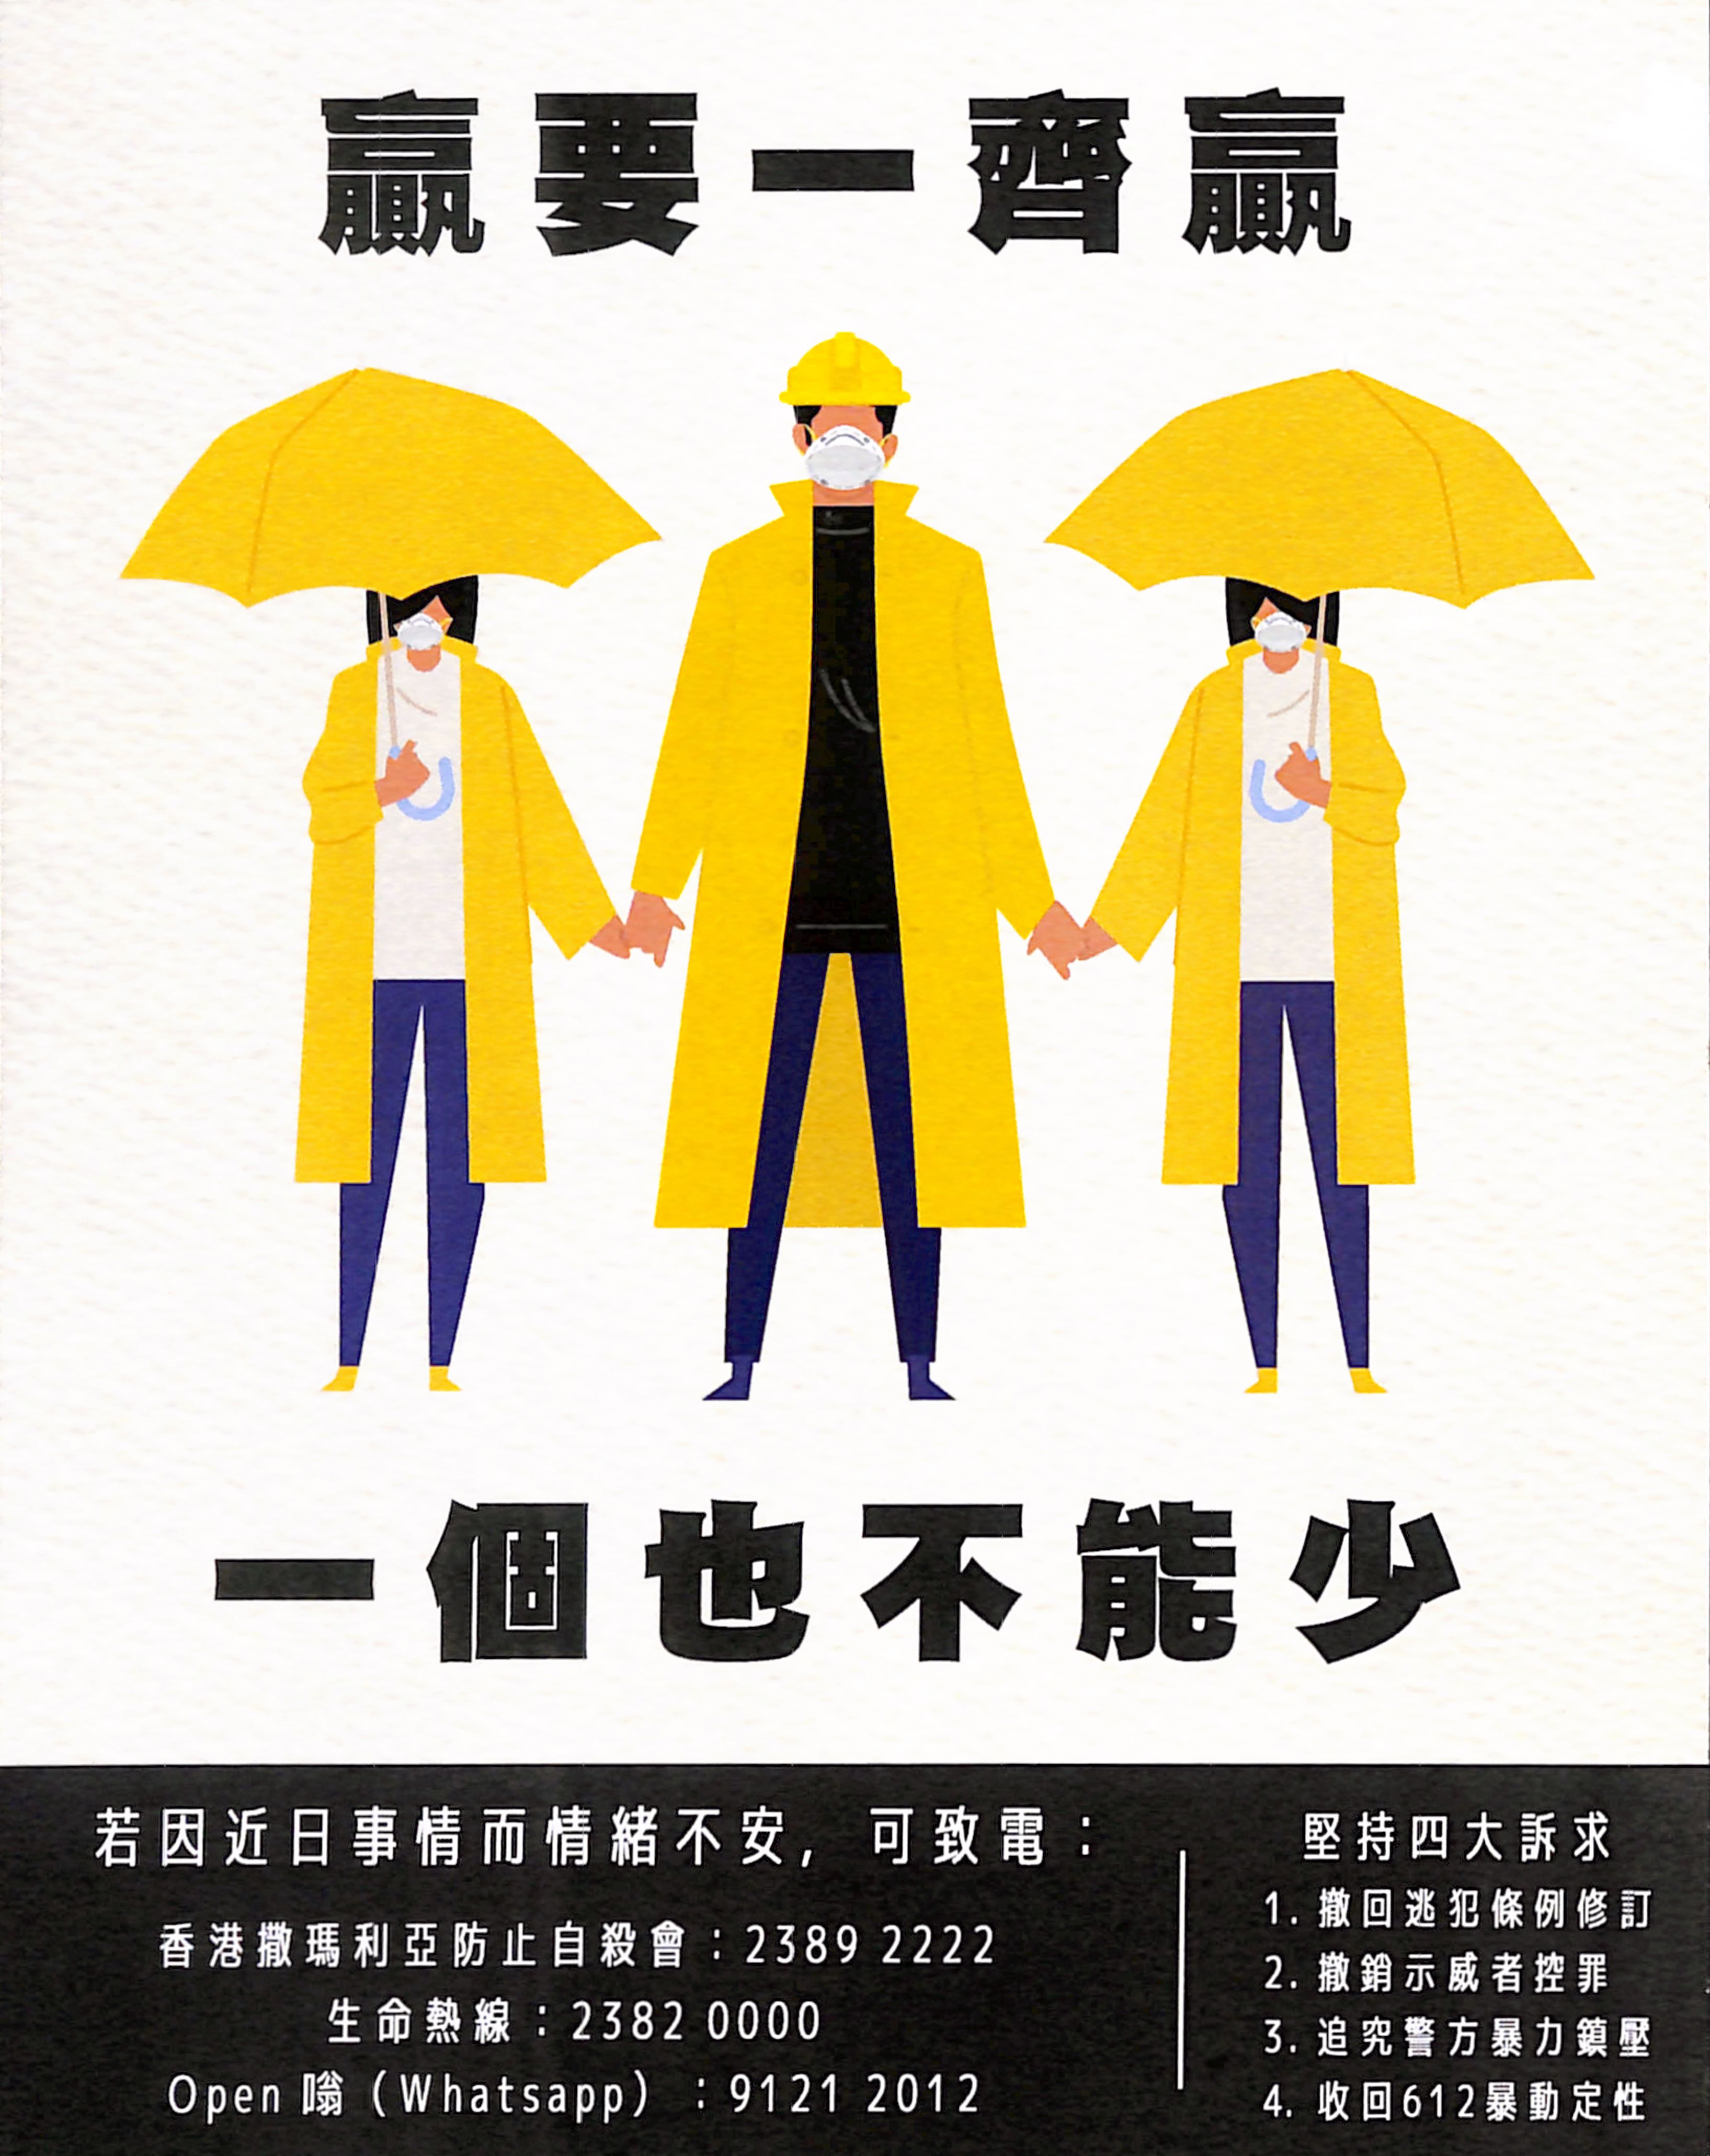 贏要一齊贏
一個也不能少
若因近日事情而情緒不安，可致電：
香港撒瑪利亞防止自殺會：2389 2222
生命熱線：2382 0000
Open 噏（Whatsapp）：9121 2012
堅持四大訴求
1. 撤回逃犯條例修訂
2. 撤銷示威者控罪
3. 追究警方暴力鎮壓
4. 收回612暴動定性